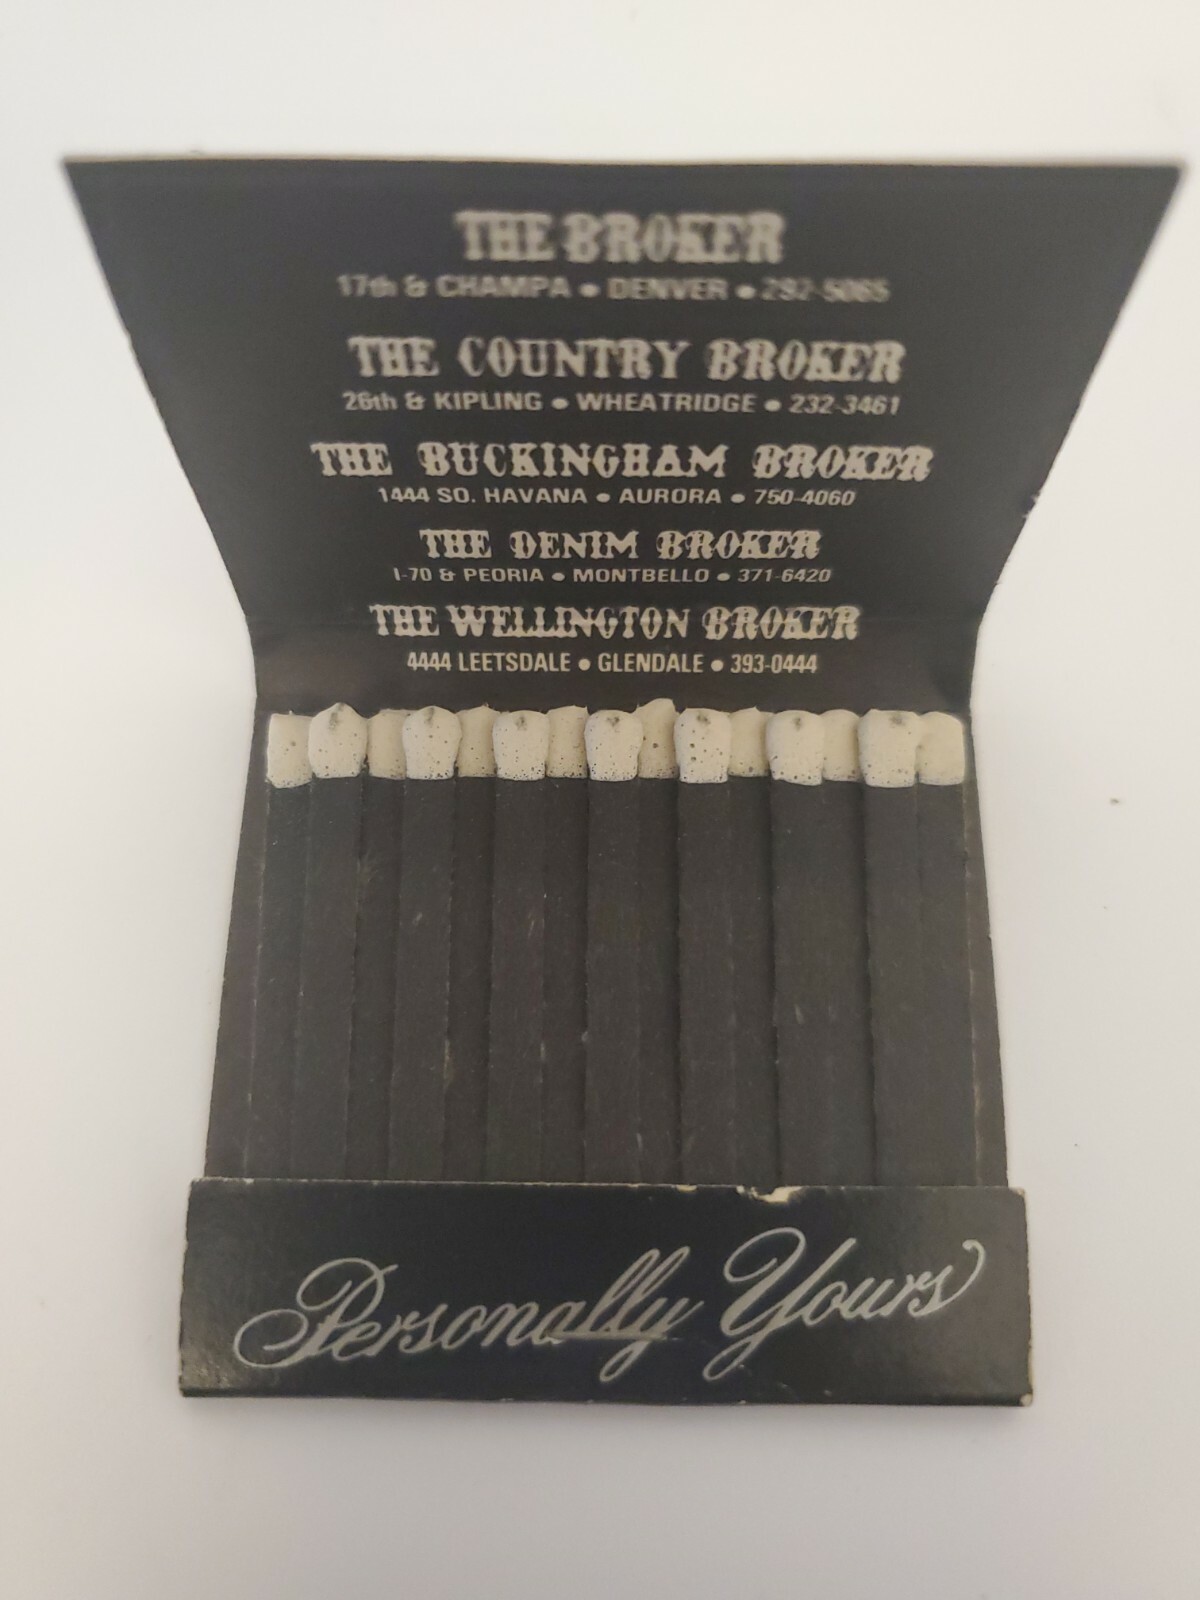 THE BROKER
17th & CHAMPA • DENVER • 292-5065
THE COUNTRY BROKER
26th & KIPLING • WHEATRIDGE • 232-3461
THE BUCKINGHAM BROKER
1444 SO. HAVANA • AURORA • 750-4060
THE DENIM BROKER
I-70 & PEORIA • MONTBELLO • 371-6420
THE WELLINGTON BROKER
4444 LEETSDALE • GLENDALE • 393-0444
Personally Yours